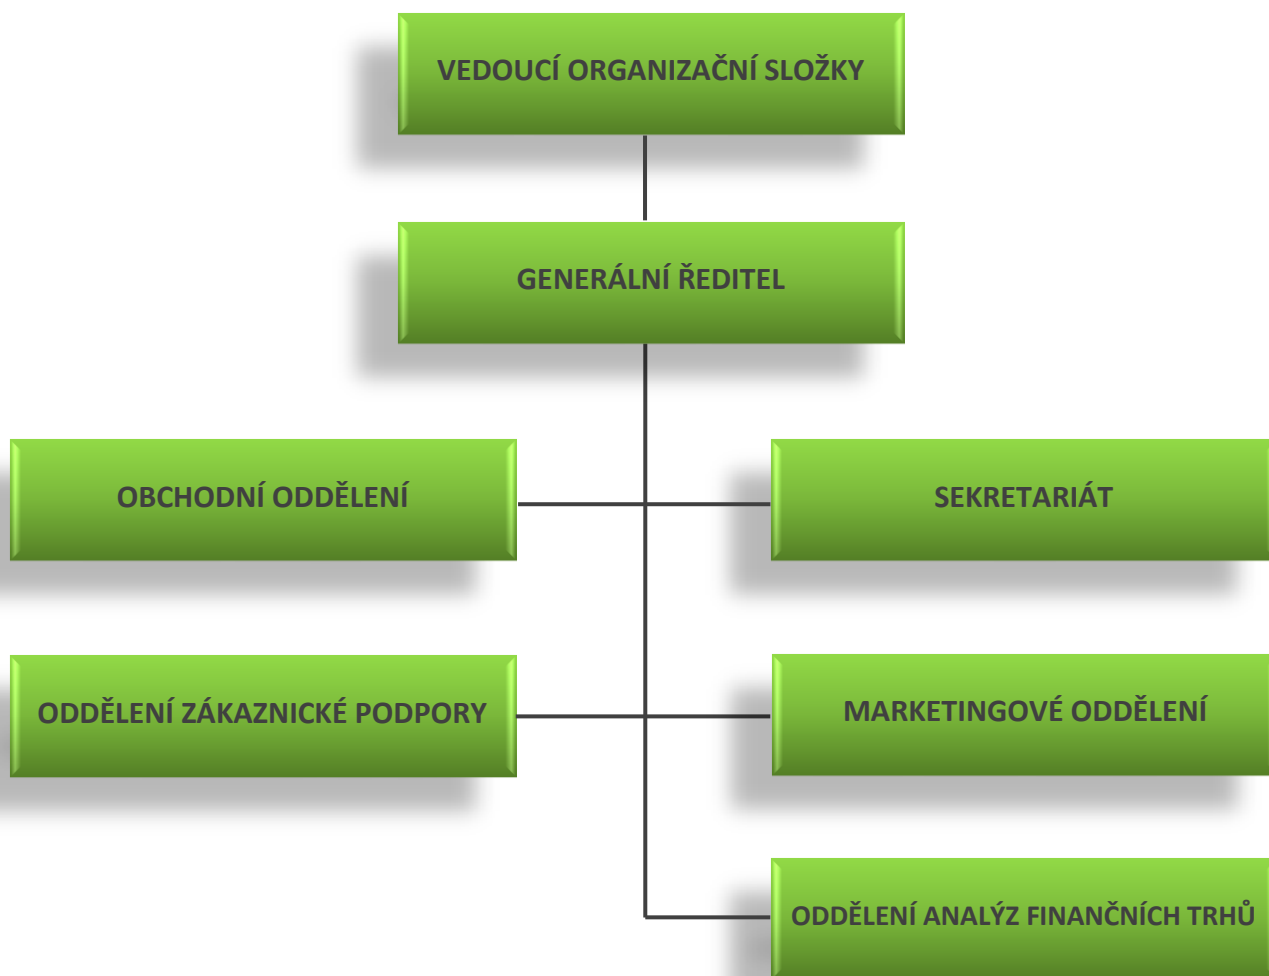 VEDOUCÍ ORGANIZAČNÍ SLOŽKY
GENERÁLNÍ ŘEDITEL
OBCHODNÍ ODDĚLENÍ
SEKRETARIÁT
ODDĚLENÍ ZÁKAZNICKÉ PODPORY
MARKETINGOVÉ ODDĚLENÍ
ODDĚLENÍ ANALÝZ FINANČNÍCH TRHŮ